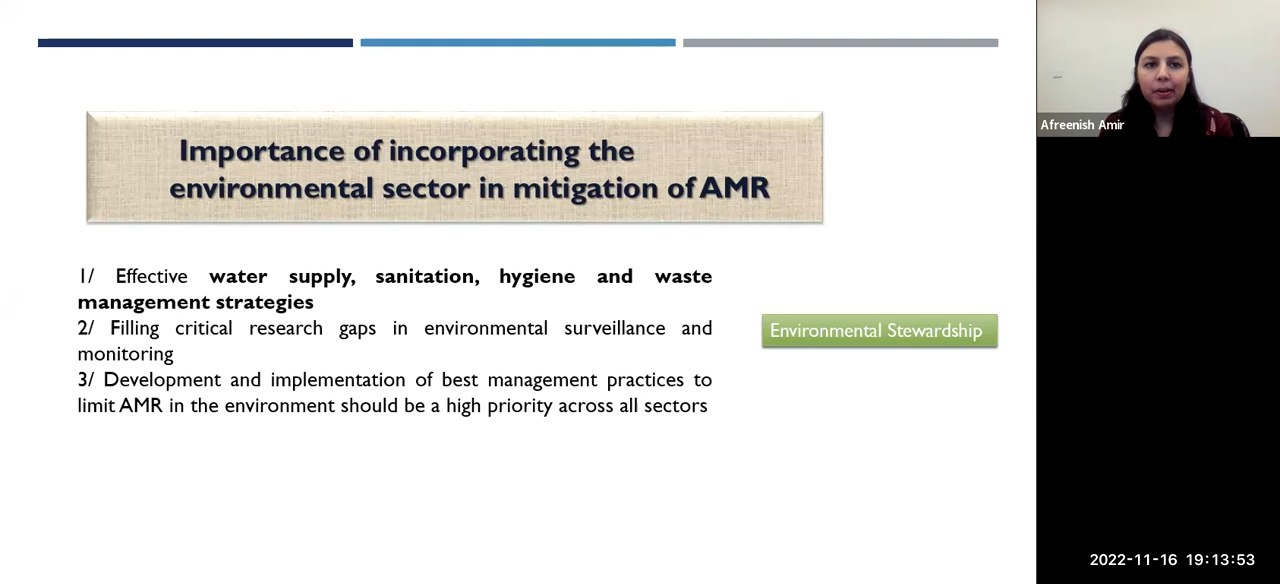 Importance of incorporating the
environmental sector in mitigation of AMR
1/ Effective water supply, sanitation, hygiene and waste
management strategies
2/ Filling critical research gaps in environmental surveillance and
monitoring
3/ Development and implementation of best management practices to
limit AMR in the environment should be a high priority across all sectors
Environmental Stewardship
Afreenish Amir
2022-11-16 19:13:53